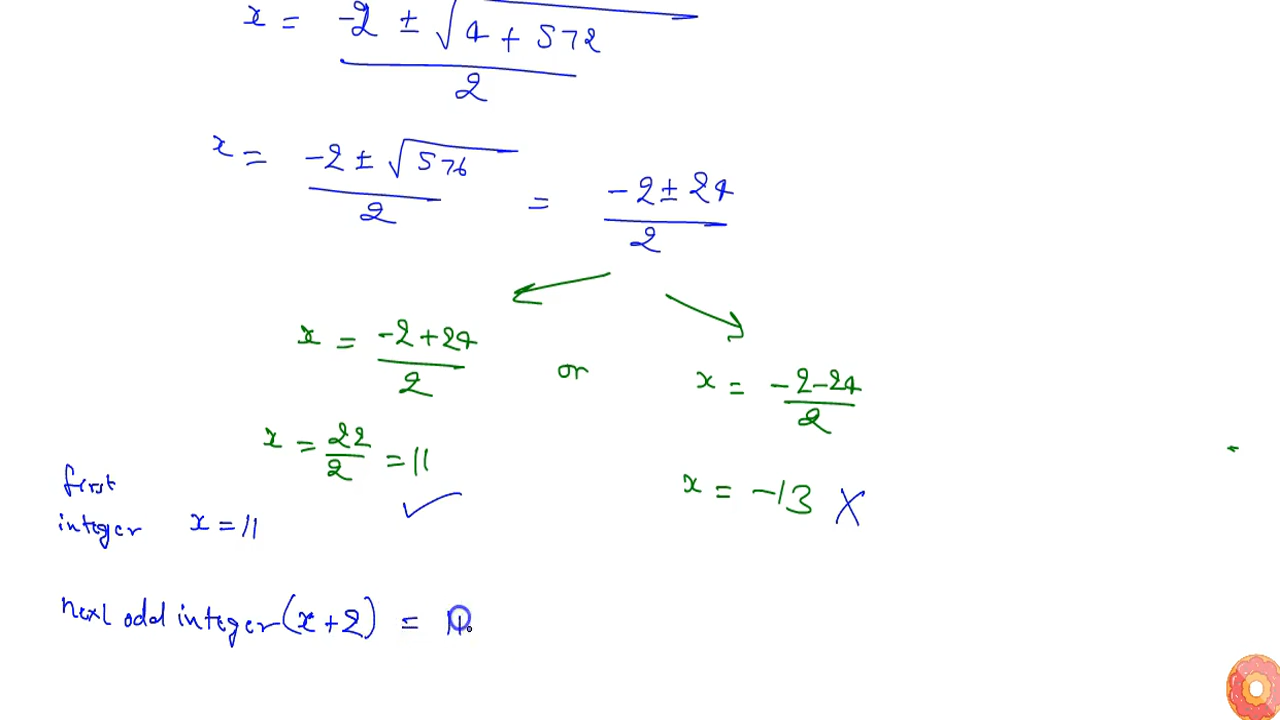 x = (-2 ± √(4 + 572)) / 2
x = (-2 ± √576) / 2 = (-2 ± 24) / 2
x = (-2 + 24) / 2 or x = (-2 - 24) / 2
x = 22 / 2 = 11 ✓
x = -13 X
first
integer x = 11
next odd integer (x + 2) =